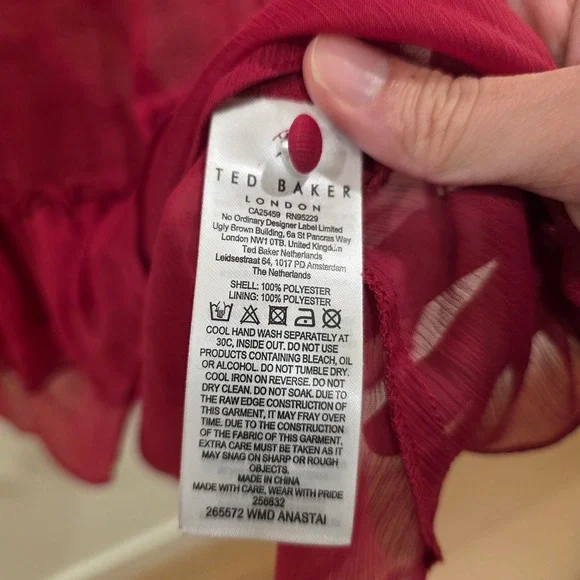 TED BAKER
LONDON
CA25459 RN95229
No Ordinary Designer Label Limited
Ugly Brown Building, 6a St Pancras Way
London NW1 0TB. United Kingdom
Ted Baker Netherlands
Leidsestraat 64, 1017 PD Amsterdam
The Netherlands
SHELL: 100% POLYESTER
LINING: 100% POLYESTER
COOL HAND WASH SEPARATELY AT
30C, INSIDE OUT. DO NOT USE
PRODUCTS CONTAINING BLEACH, OIL
OR ALCOHOL. DO NOT TUMBLE DRY.
COOL IRON ON REVERSE. DO NOT
DRY CLEAN. DO NOT SOAK. DUE TO
THE RAW EDGE CONSTRUCTION OF
THIS GARMENT, IT MAY FRAY OVER
TIME. DUE TO THE CONSTRUCTION
OF THE FABRIC OF THIS GARMENT,
EXTRA CARE MUST BE TAKEN AS IT
MAY SNAG ON SHARP OR ROUGH
OBJECTS.
MADE IN CHINA
MADE WITH CARE, WEAR WITH PRIDE
256632
265572 WMD ANASTAI